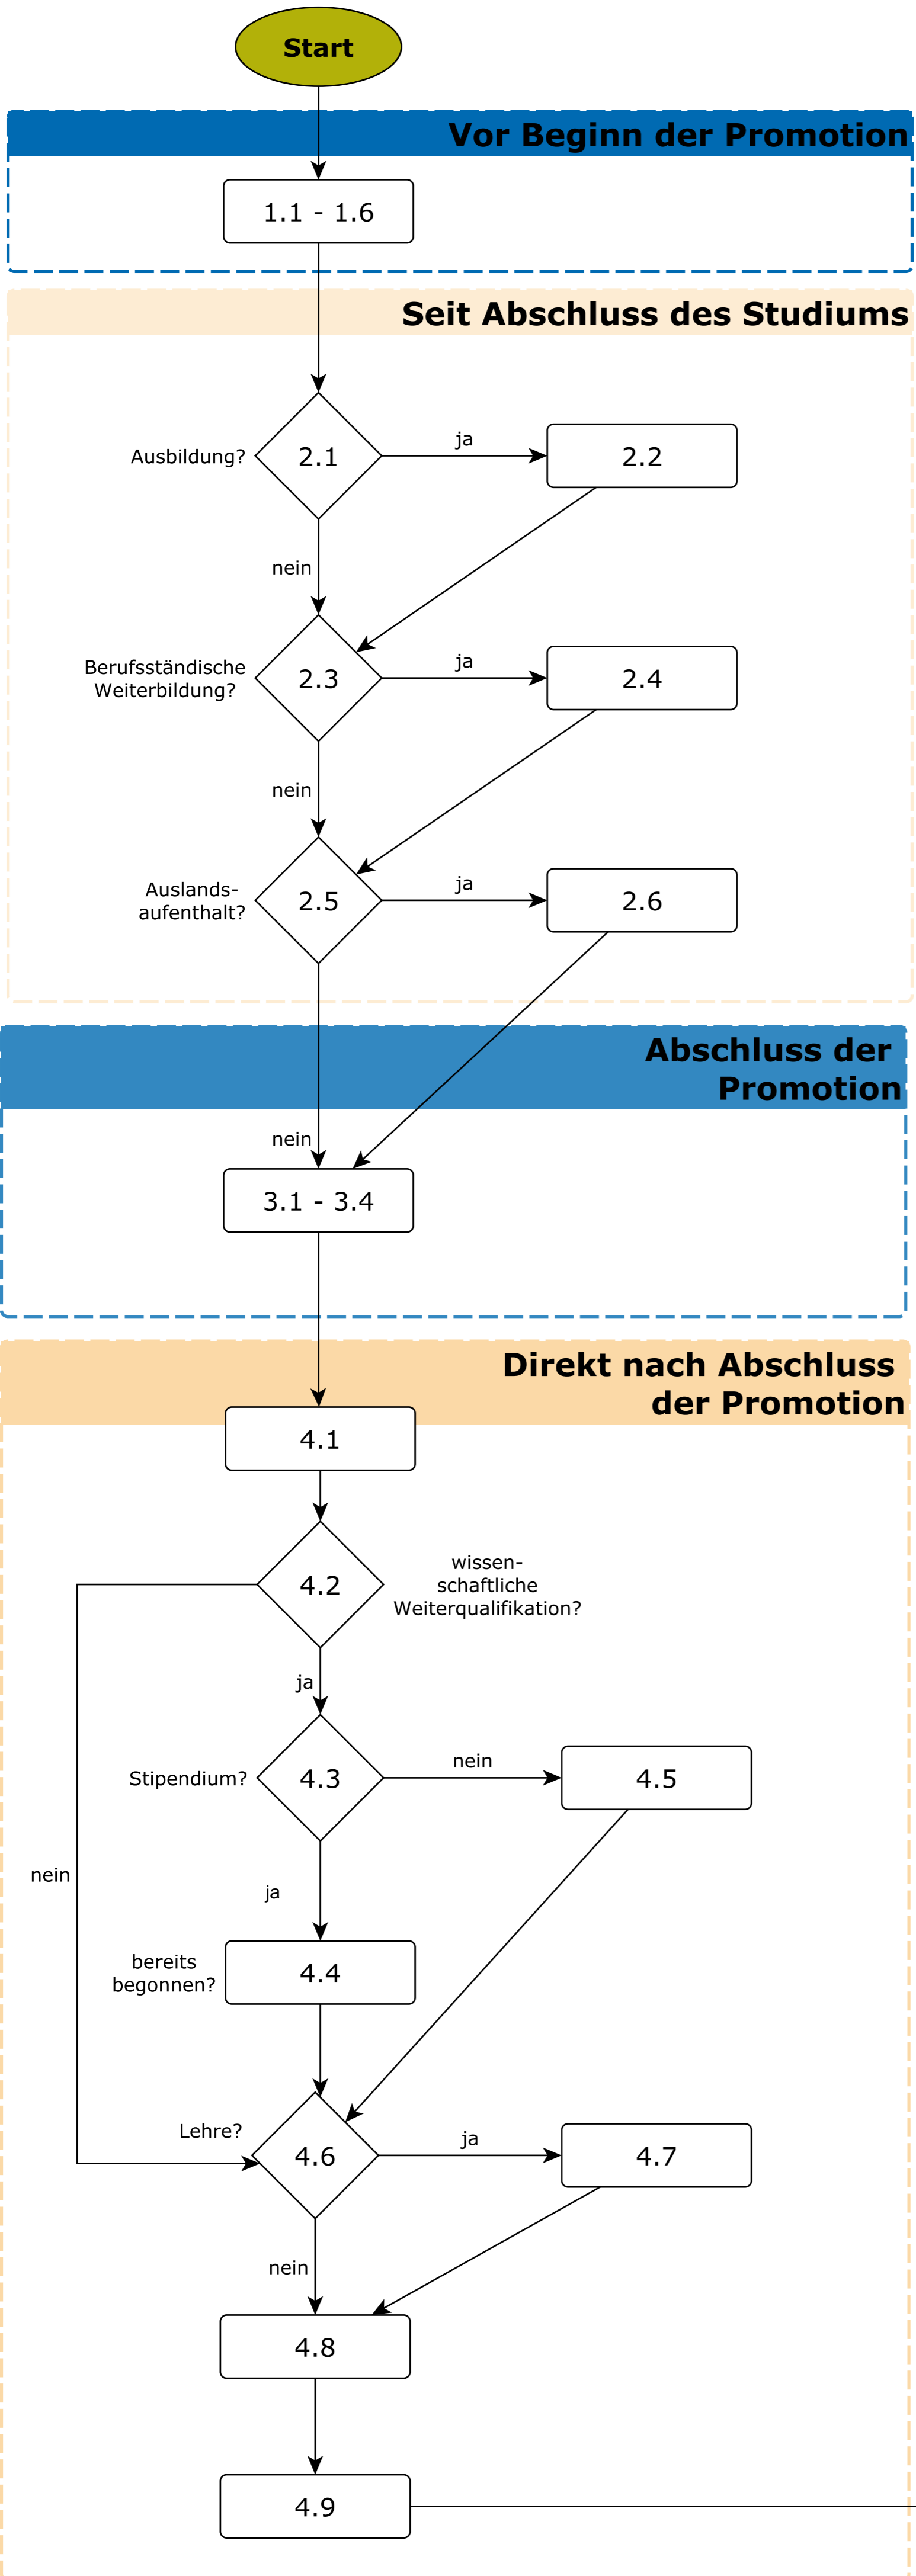 Start
Vor Beginn der Promotion
1.1 - 1.6
Seit Abschluss des Studiums
Ausbildung?
2.1
ja
2.2
nein
Berufsständische
Weiterbildung?
2.3
ja
2.4
nein
Auslands-
aufenthalt?
2.5
ja
2.6
Abschluss der
Promotion
nein
3.1 - 3.4
Direkt nach Abschluss
der Promotion
4.1
4.2
wissen-
schaftliche
Weiterqualifikation?
ja
Stipendium?
4.3
nein
4.5
nein
ja
bereits
begonnen?
4.4
Lehre?
4.6
ja
4.7
nein
4.8
4.9